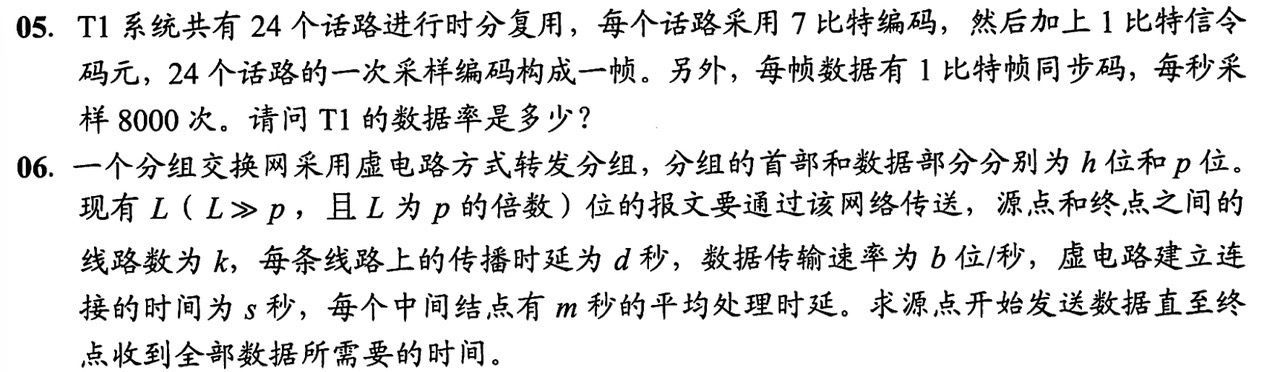 05. T1 系统共有 24 个话路进行时分复用，每个话路采用 7 比特编码，然后加上 1 比特信令
码元，24 个话路的一次采样编码构成一帧。另外，每帧数据有 1 比特帧同步码，每秒采
样 8000 次。请问 T1 的数据率是多少？
06. 一个分组交换网采用虚电路方式转发分组，分组的首部和数据部分分别为 h 位和 p 位。
现有 L（L≫p，且 L 为 p 的倍数）位的报文要通过该网络传送，源点和终点之间的
线路数为 k，每条线路上的传播时延为 d 秒，数据传输速率为 b 位/秒，虚电路建立连
接的时间为 s 秒，每个中间结点有 m 秒的平均处理时延。求源点开始发送数据直至终
点收到全部数据所需要的时间。